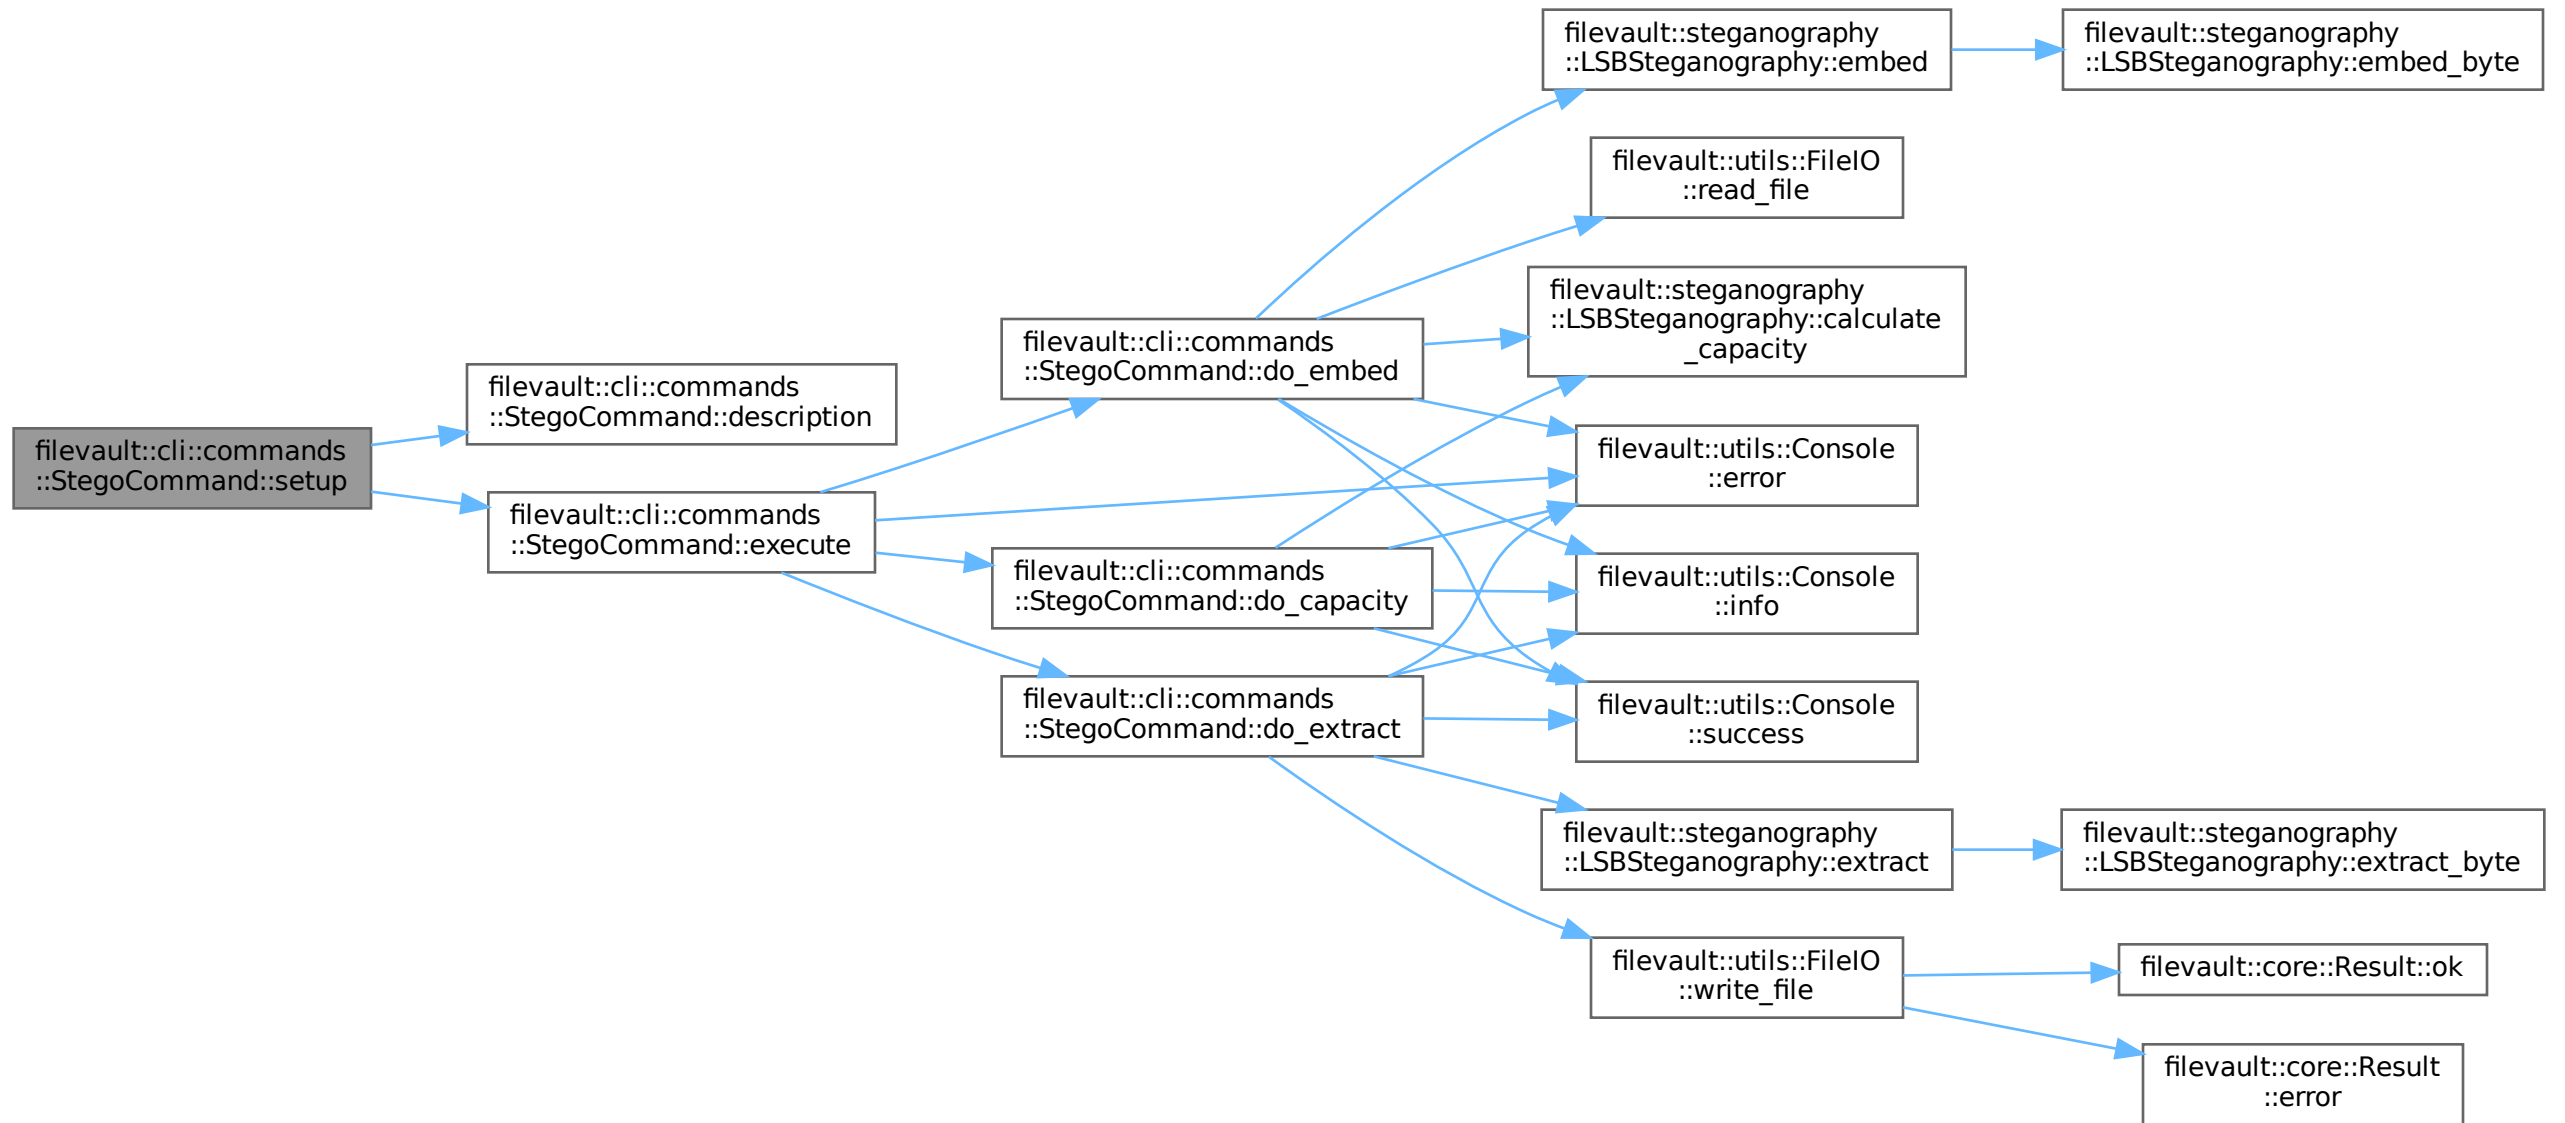 filevault::cli::commands
::StegoCommand::setup
filevault::cli::commands
::StegoCommand::description
filevault::cli::commands
::StegoCommand::execute
filevault::cli::commands
::StegoCommand::do_embed
filevault::cli::commands
::StegoCommand::do_capacity
filevault::cli::commands
::StegoCommand::do_extract
filevault::steganography
::LSBSteganography::embed
filevault::utils::FileIO
::read_file
filevault::steganography
::LSBSteganography::calculate
_capacity
filevault::utils::Console
::error
filevault::utils::Console
::info
filevault::utils::Console
::success
filevault::steganography
::LSBSteganography::extract
filevault::utils::FileIO
::write_file
filevault::steganography
::LSBSteganography::embed_byte
filevault::steganography
::LSBSteganography::extract_byte
filevault::core::Result::ok
filevault::core::Result
::error